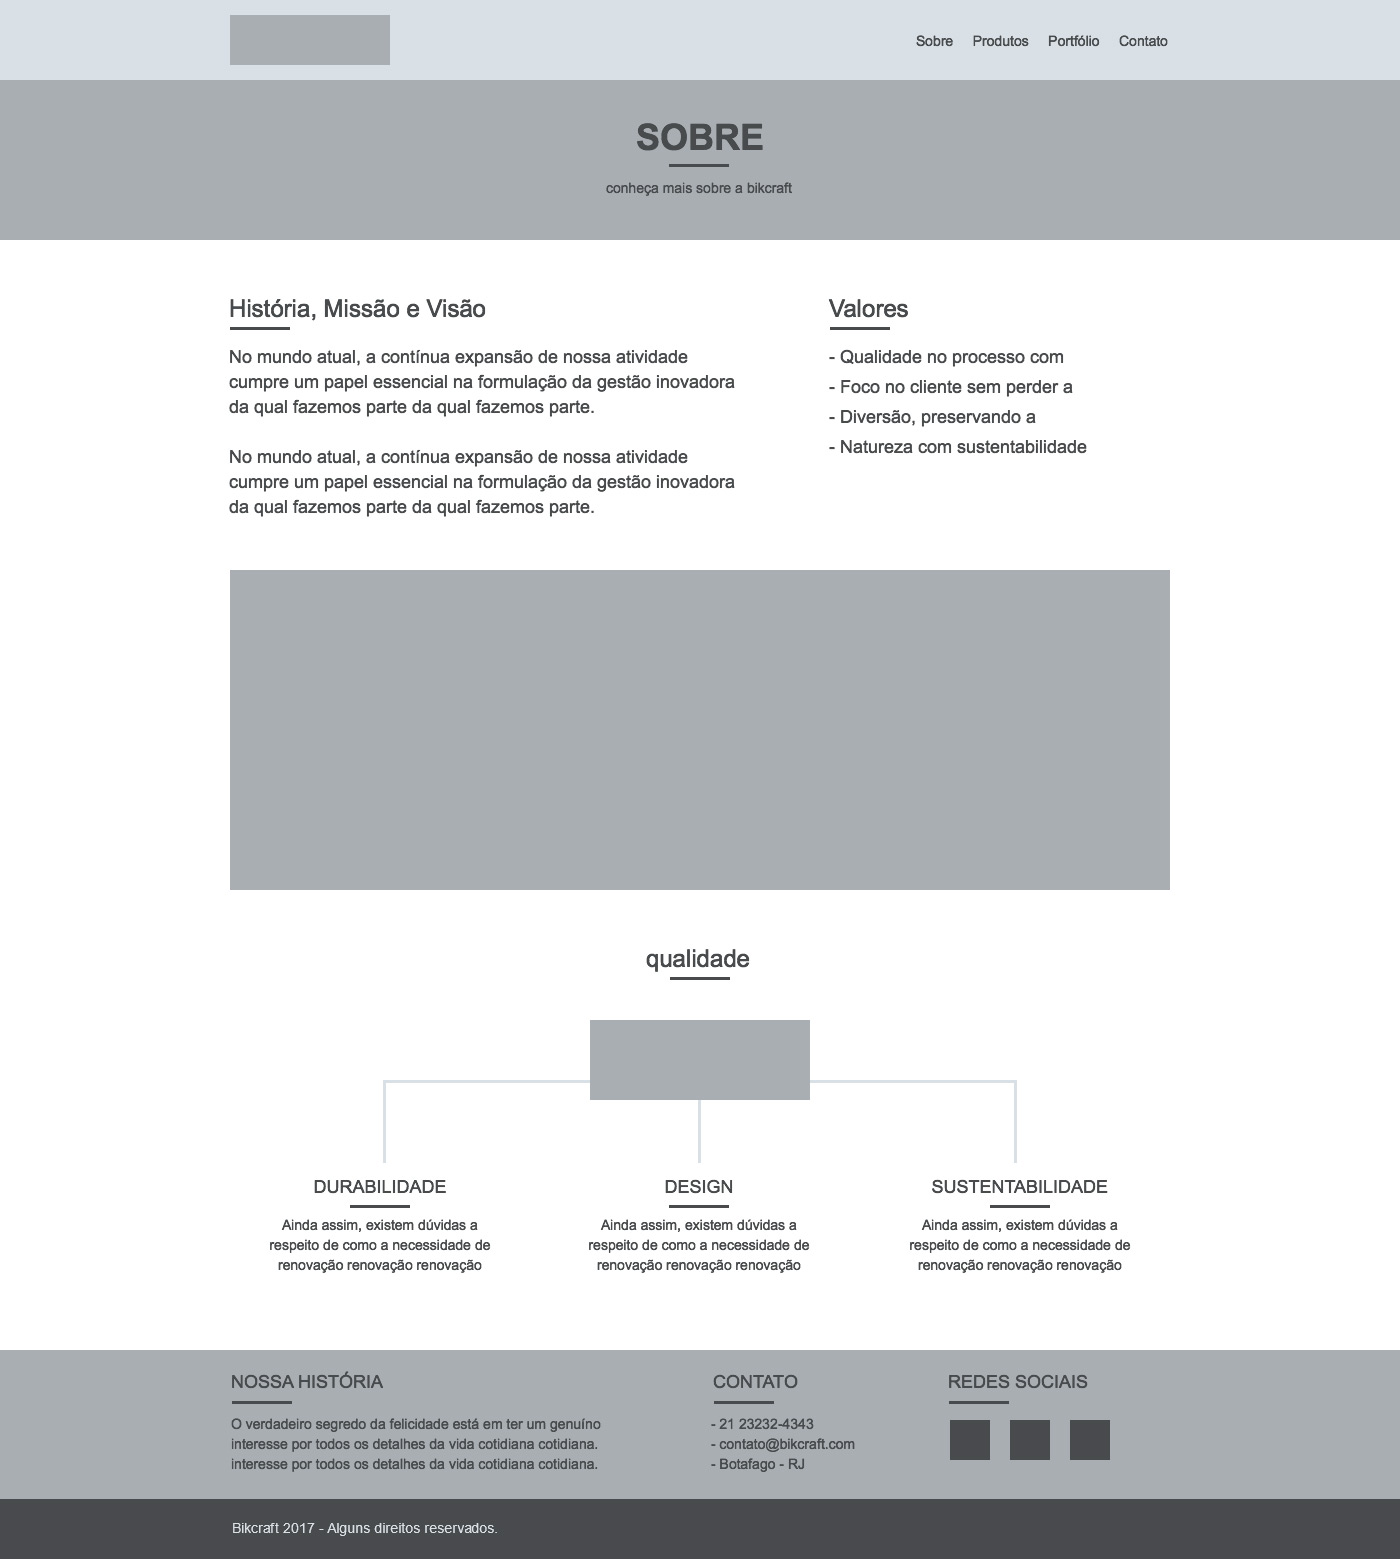 Sobre Produtos Portfólio Contato
SOBRE
conheça mais sobre a bikcraft
História, Missão e Visão
No mundo atual, a contínua expansão de nossa atividade
cumpre um papel essencial na formulação da gestão inovadora
da qual fazemos parte da qual fazemos parte.
No mundo atual, a contínua expansão de nossa atividade
cumpre um papel essencial na formulação da gestão inovadora
da qual fazemos parte da qual fazemos parte.
Valores
- Qualidade no processo com
- Foco no cliente sem perder a
- Diversão, preservando a
- Natureza com sustentabilidade
qualidade
DURABILIDADE
Ainda assim, existem dúvidas a
respeito de como a necessidade de
renovação renovação renovação
DESIGN
Ainda assim, existem dúvidas a
respeito de como a necessidade de
renovação renovação renovação
SUSTENTABILIDADE
Ainda assim, existem dúvidas a
respeito de como a necessidade de
renovação renovação renovação
NOSSA HISTÓRIA
O verdadeiro segredo da felicidade está em ter um genuíno
interesse por todos os detalhes da vida cotidiana cotidiana.
interesse por todos os detalhes da vida cotidiana cotidiana.
CONTATO
- 21 23232-4343
- contato@bikcraft.com
- Botafago - RJ
REDES SOCIAIS
Bikcraft 2017 - Alguns direitos reservados.